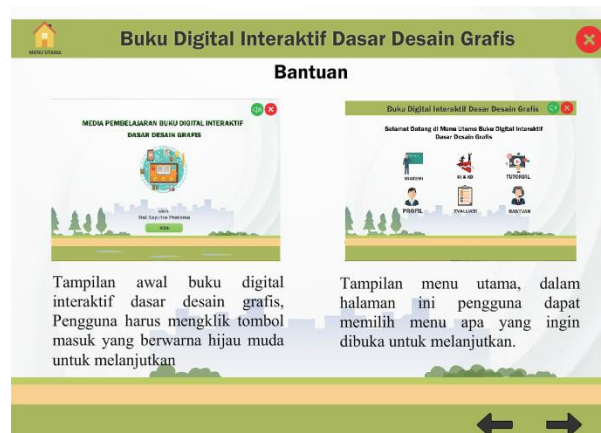 Buku Digital Interaktif Dasar Desain Grafis
MENU UTAMA
Bantuan
MEDIA PEMBELAJARAN BUKU DIGITAL INTERAKTIF
DASAR DESAIN GRAFIS
oleh
Tampilan awal buku digital
interaktif dasar desain grafis,
Pengguna harus mengklik tombol
masuk yang berwarna hijau muda
untuk melanjutkan
Buku Digital Interaktif Dasar Desain Grafis
Selamat Datang di Menu Utama Buku Digital Interaktif
Dasar Desain Grafis
MATERI
KI & KD
TUTORIAL
PROFIL
EVALUASI
BANTUAN
Tampilan menu utama, dalam
halaman ini pengguna dapat
memilih menu apa yang ingin
dibuka untuk melanjutkan.